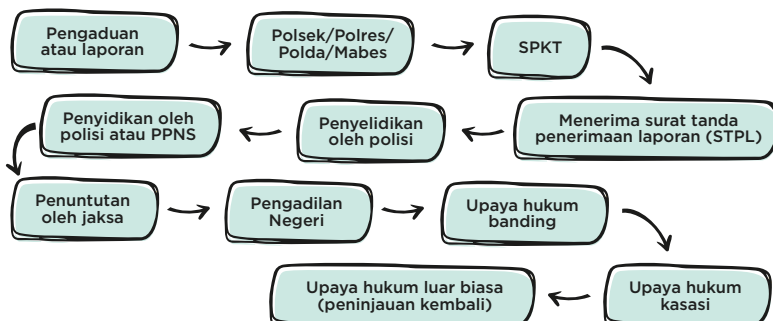 Pengaduan
atau laporan
Polsek/Polres/
Polda/Mabes
SPKT
Menerima surat tanda
penerimaan laporan (STPL)
Penyelidikan
oleh polisi
Penyidikan oleh
polisi atau PPNS
Penuntutan
oleh jaksa
Pengadilan
Negeri
Upaya hukum
banding
Upaya hukum
kasasi
Upaya hukum luar biasa
(peninjauan kembali)